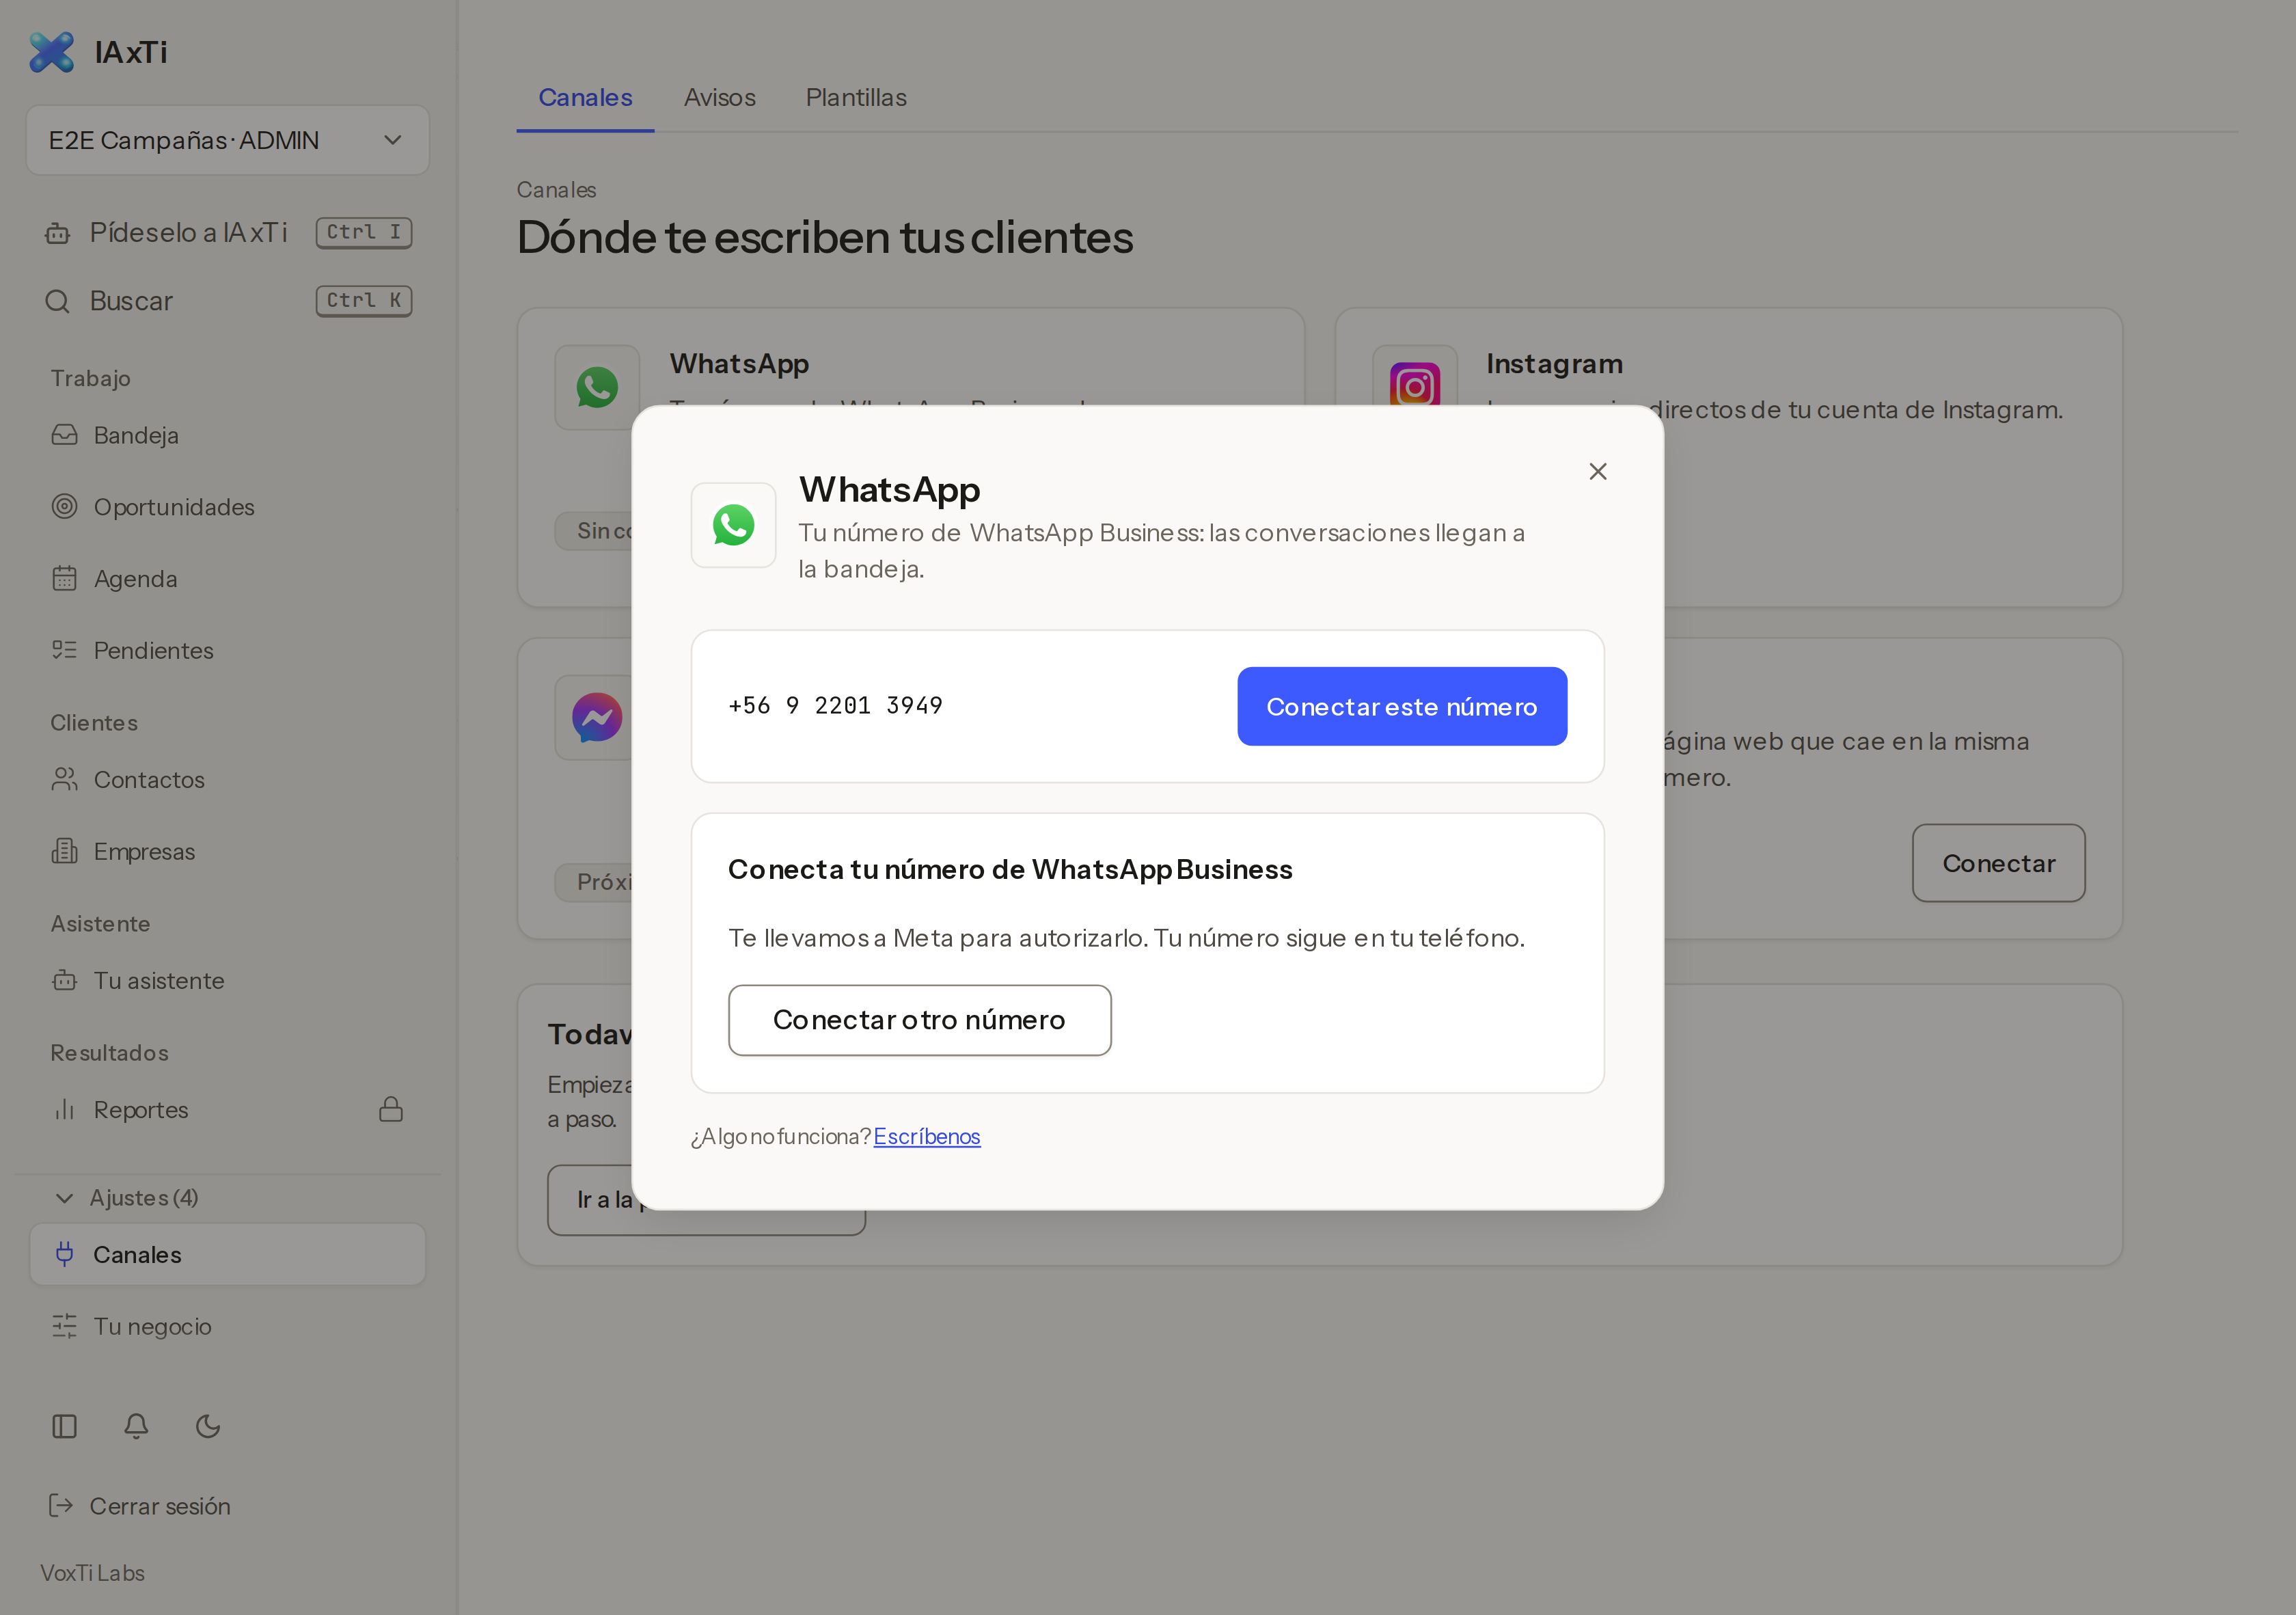 IAxTi
E2E Campañas · ADMIN
Pídeselo a IAxTi
Ctrl I
Buscar
Ctrl K
Trabajo
Bandeja
Oportunidades
Agenda
Pendientes
Clientes
Contactos
Empresas
Asistente
Tu asistente
Resultados
Reportes
Ajustes (4)
Canales
Tu negocio
Cerrar sesión
VoxTi Labs
Canales
Avisos
Plantillas
Canales
Dónde te escriben tus clientes
WhatsApp
Instagram
directos de tu cuenta de Instagram.
Sin
WhatsApp
Tu número de WhatsApp Business: las conversaciones llegan a
la bandeja.
+56 9 2201 3949
Conectar este número
Conecta tu número de WhatsApp Business
Te llevamos a Meta para autorizarlo. Tu número sigue en tu teléfono.
Conectar otro número
¿Algo no funciona? Escríbenos
web que cae en la misma
Conectar
a paso.
Ir a la